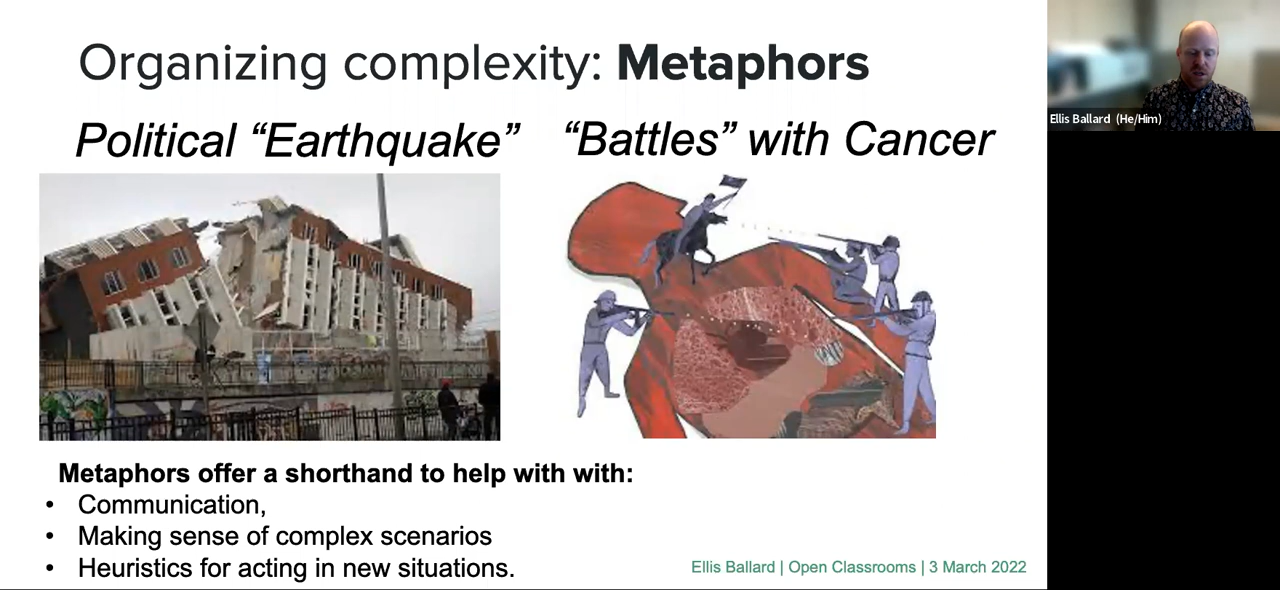 Organizing complexity: Metaphors
Political “Earthquake”
“Battles” with Cancer
Metaphors offer a shorthand to help with with:
• Communication,
• Making sense of complex scenarios
• Heuristics for acting in new situations.
Ellis Ballard | Open Classrooms | 3 March 2022
Ellis Ballard (He/Him)